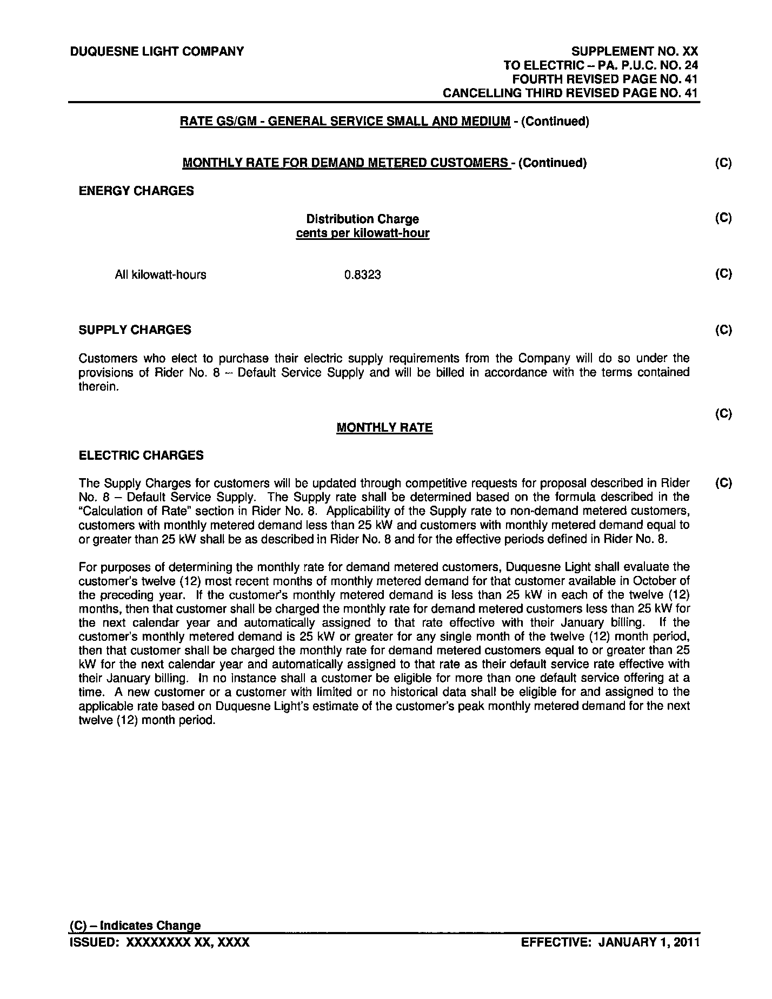 DUQUESNE LIGHT COMPANY SUPPLEMENT NO. XX
TO ELECTRIC – PA. P.U.C. NO. 24
FOURTH REVISED PAGE NO. 41
CANCELLING THIRD REVISED PAGE NO. 41
RATE GS/GM - GENERAL SERVICE SMALL AND MEDIUM - (Continued)
MONTHLY RATE FOR DEMAND METERED CUSTOMERS - (Continued) (C)
ENERGY CHARGES
Distribution Charge (C)
cents per kilowatt-hour
All kilowatt-hours 0.8323 (C)
SUPPLY CHARGES (C)
Customers who elect to purchase their electric supply requirements from the Company will do so under the
provisions of Rider No. 8 – Default Service Supply and will be billed in accordance with the terms contained
therein.
(C)
MONTHLY RATE
ELECTRIC CHARGES
The Supply Charges for customers will be updated through competitive requests for proposal described in Rider (C)
No. 8 – Default Service Supply. The Supply rate shall be determined based on the formula described in the
“Calculation of Rate” section in Rider No. 8. Applicability of the Supply rate to non-demand metered customers,
customers with monthly metered demand less than 25 kW and customers with monthly metered demand equal to
or greater than 25 kW shall be as described in Rider No. 8 and for the effective periods defined in Rider No. 8.
For purposes of determining the monthly rate for demand metered customers, Duquesne Light shall evaluate the
customer's twelve (12) most recent months of monthly metered demand for that customer available in October of
the preceding year. If the customer's monthly metered demand is less than 25 kW in each of the twelve (12)
months, then that customer shall be charged the monthly rate for demand metered customers less than 25 kW for
the next calendar year and automatically assigned to that rate effective with their January billing. If the
customer's monthly metered demand is 25 kW or greater for any single month of the twelve (12) month period,
then that customer shall be charged the monthly rate for demand metered customers equal to or greater than 25
kW for the next calendar year and automatically assigned to that rate as their default service rate effective with
their January billing. In no instance shall a customer be eligible for more than one default service offering at a
time. A new customer or a customer with limited or no historical data shall be eligible for and assigned to the
applicable rate based on Duquesne Light's estimate of the customer's peak monthly metered demand for the next
twelve (12) month period.
(C) – Indicates Change
ISSUED: XXXXXXXX XX, XXXX EFFECTIVE: JANUARY 1, 2011